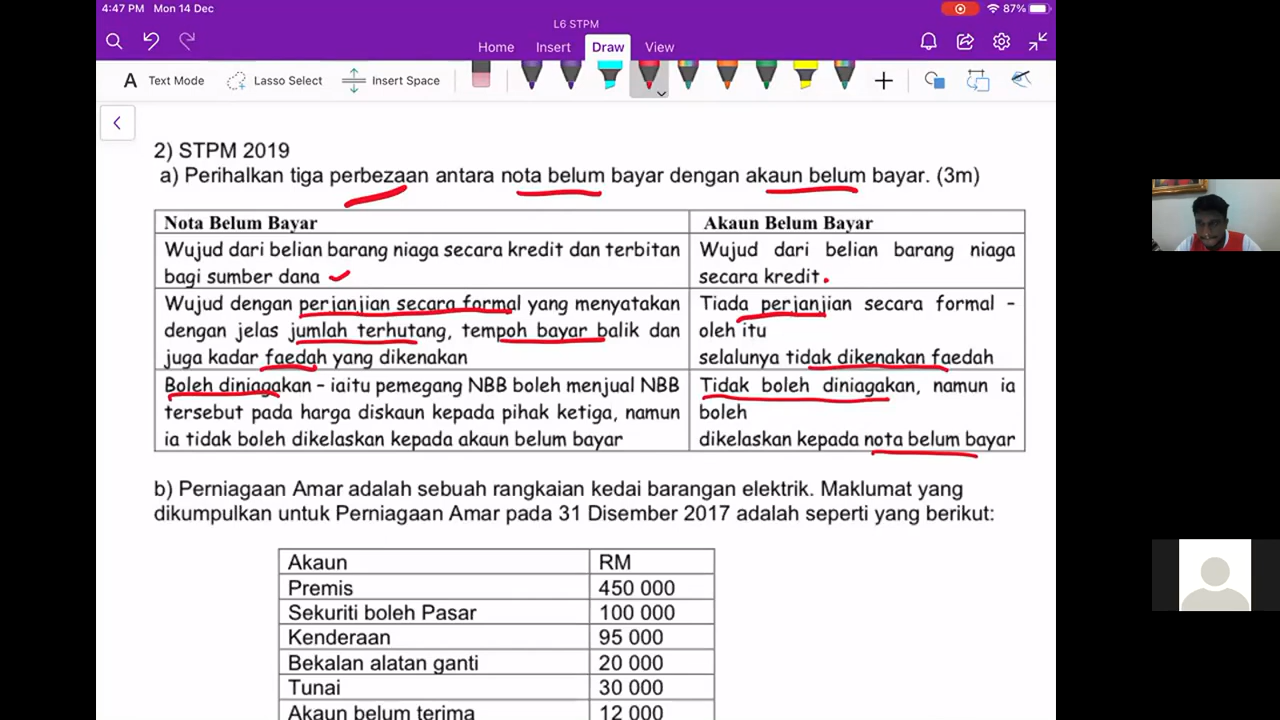 4:47 PM Mon 14 Dec
87%
L6 STPM
Home Insert Draw View
Text Mode Lasso Select Insert Space
2) STPM 2019
a) Perihalkan tiga perbezaan antara nota belum bayar dengan akaun belum bayar. (3m)
Nota Belum Bayar
Akaun Belum Bayar
Wujud dari belian barang niaga secara kredit dan terbitan
bagi sumber dana
Wujud dari belian barang niaga
secara kredit.
Wujud dengan perjanjian secara formal yang menyatakan
dengan jelas jumlah terhutang, tempoh bayar balik dan
juga kadar faedah yang dikenakan
Tiada perjanjian secara formal –
oleh itu
selalunya tidak dikenakan faedah
Boleh diniagakan – iaitu pemegang NBB boleh menjual NBB
tersebut pada harga diskaun kepada pihak ketiga, namun
ia tidak boleh dikelaskan kepada akaun belum bayar
Tidak boleh diniagakan, namun ia
boleh
dikelaskan kepada nota belum bayar
b) Perniagaan Amar adalah sebuah rangkaian kedai barangan elektrik. Maklumat yang
dikumpulkan untuk Perniagaan Amar pada 31 Disember 2017 adalah seperti yang berikut:
Akaun RM
Premis 450 000
Sekuriti boleh Pasar 100 000
Kenderaan 95 000
Bekalan alatan ganti 20 000
Tunai 30 000
Akaun belum terima 12 000